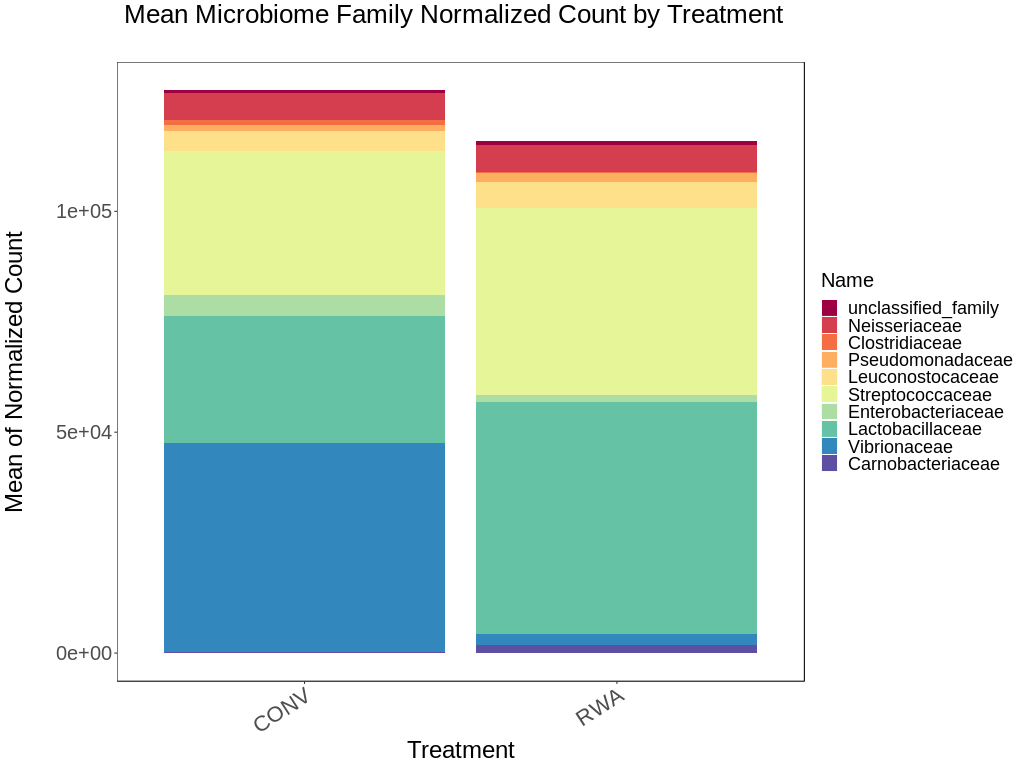 Mean Microbiome Family Normalized Count by Treatment
Mean of Normalized Count
1e+05
5e+04
0e+00
CONV
RWA
Treatment
Name
unclassified_family
Neisseriaceae
Clostridiaceae
Pseudomonadaceae
Leuconostocaceae
Streptococcaceae
Enterobacteriaceae
Lactobacillaceae
Vibrionaceae
Carnobacteriaceae